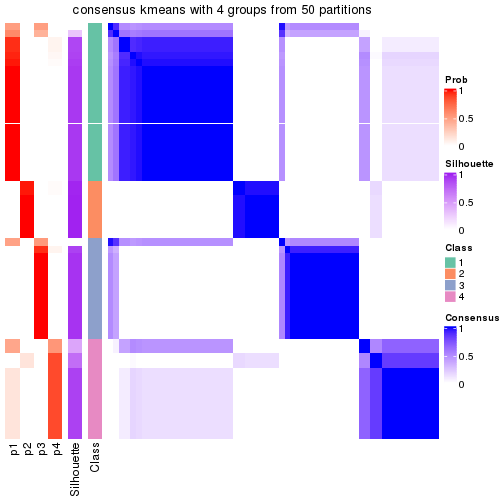 consensus kmeans with 4 groups from 50 partitions
Prob
1
0.5
0
Silhouette
1
0.5
0
Class
1
2
3
4
Consensus
1
0.5
0
p1
p2
p3
p4
Silhouette
Class